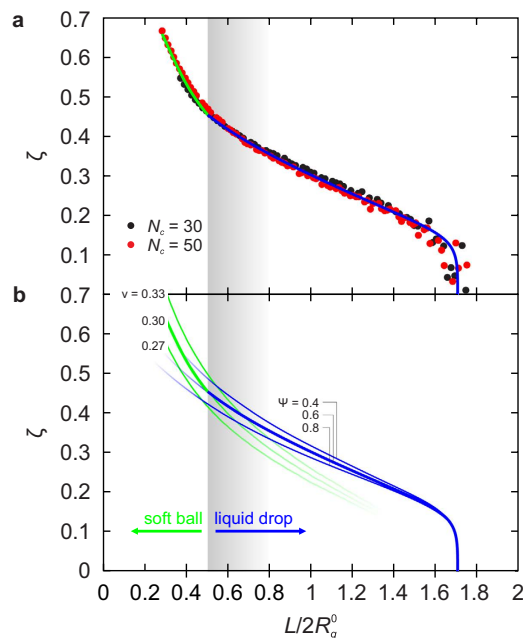 a
0.7
0.6
0.5
0.4
0.3
0.2
0.1
ζ
N_c = 30
N_c = 50
b
0.7
0.6
0.5
0.4
0.3
0.2
0.1
0
ζ
ν = 0.33
0.30
0.27
Ψ = 0.4
0.6
0.8
soft ball
liquid drop
0 0.2 0.4 0.6 0.8 1 1.2 1.4 1.6 1.8 2
L/2R_g^0